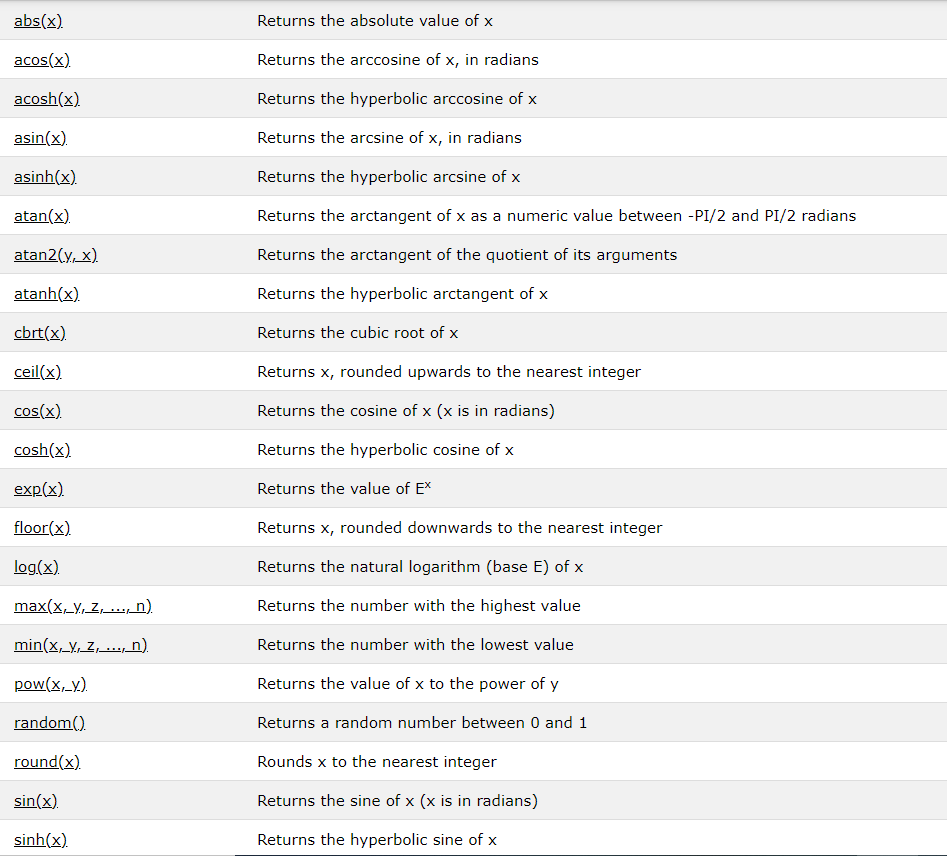 abs(x) Returns the absolute value of x
acos(x) Returns the arccosine of x, in radians
acosh(x) Returns the hyperbolic arccosine of x
asin(x) Returns the arcsine of x, in radians
asinh(x) Returns the hyperbolic arcsine of x
atan(x) Returns the arctangent of x as a numeric value between -PI/2 and PI/2 radians
atan2(y, x) Returns the arctangent of the quotient of its arguments
atanh(x) Returns the hyperbolic arctangent of x
cbrt(x) Returns the cubic root of x
ceil(x) Returns x, rounded upwards to the nearest integer
cos(x) Returns the cosine of x (x is in radians)
cosh(x) Returns the hyperbolic cosine of x
exp(x) Returns the value of Eˣ
floor(x) Returns x, rounded downwards to the nearest integer
log(x) Returns the natural logarithm (base E) of x
max(x, y, z, ..., n) Returns the number with the highest value
min(x, y, z, ..., n) Returns the number with the lowest value
pow(x, y) Returns the value of x to the power of y
random() Returns a random number between 0 and 1
round(x) Rounds x to the nearest integer
sin(x) Returns the sine of x (x is in radians)
sinh(x) Returns the hyperbolic sine of x